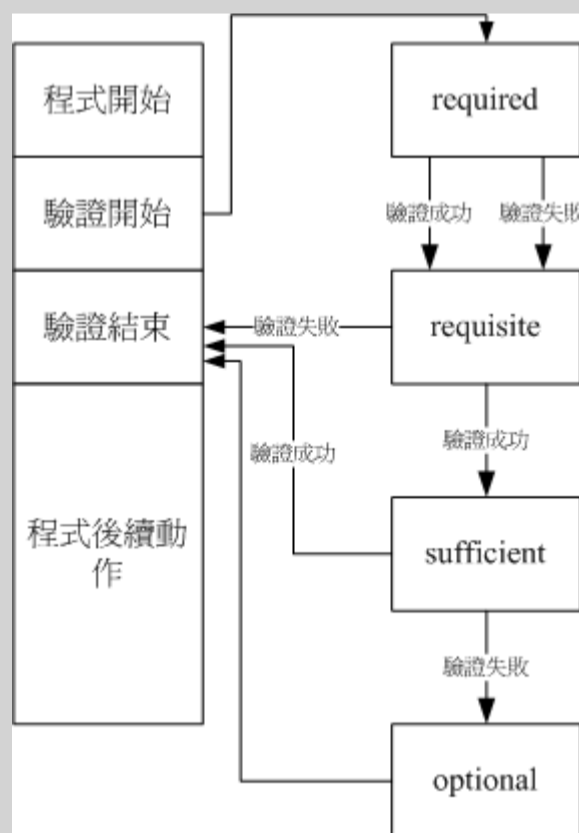 程式開始
required
驗證開始
驗證成功
驗證失敗
驗證結束
驗證失敗
requisite
驗證成功
驗證成功
程式後續動
作
sufficient
驗證失敗
optional